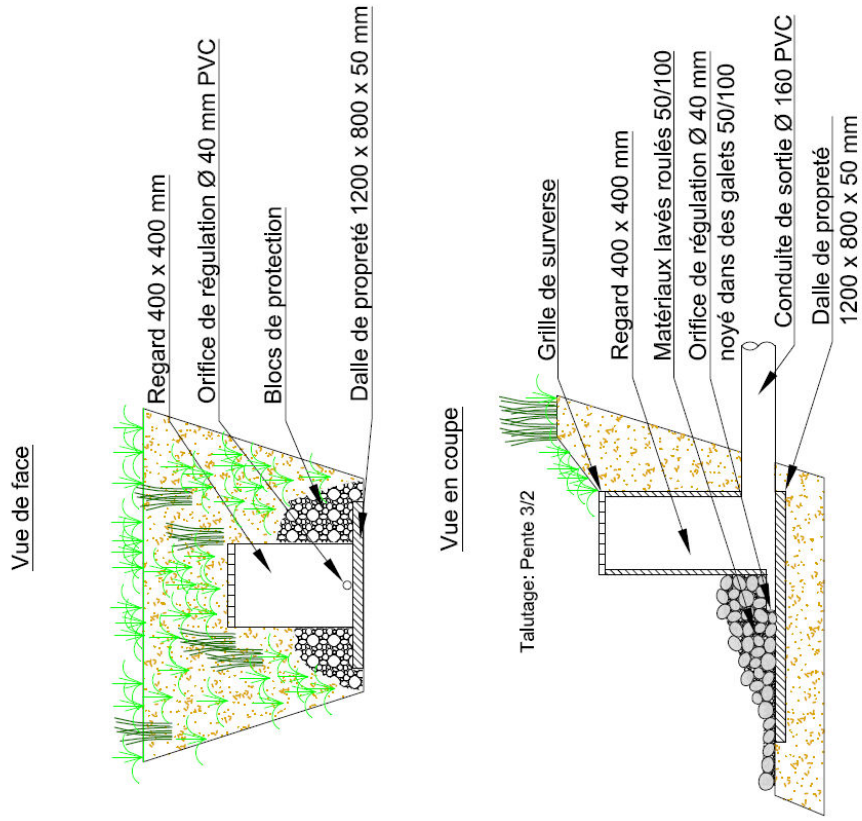 Vue de face
Regard 400 x 400 mm
Orifice de régulation Ø 40 mm PVC
Blocs de protection
Dalle de propreté 1200 x 800 x 50 mm
Vue en coupe
Talutage: Pente 3/2
Grille de surverse
Regard 400 x 400 mm
Matériaux lavés roulés 50/100
Orifice de régulation Ø 40 mm
noyé dans des galets 50/100
Conduite de sortie Ø 160 PVC
Dalle de propreté
1200 x 800 x 50 mm